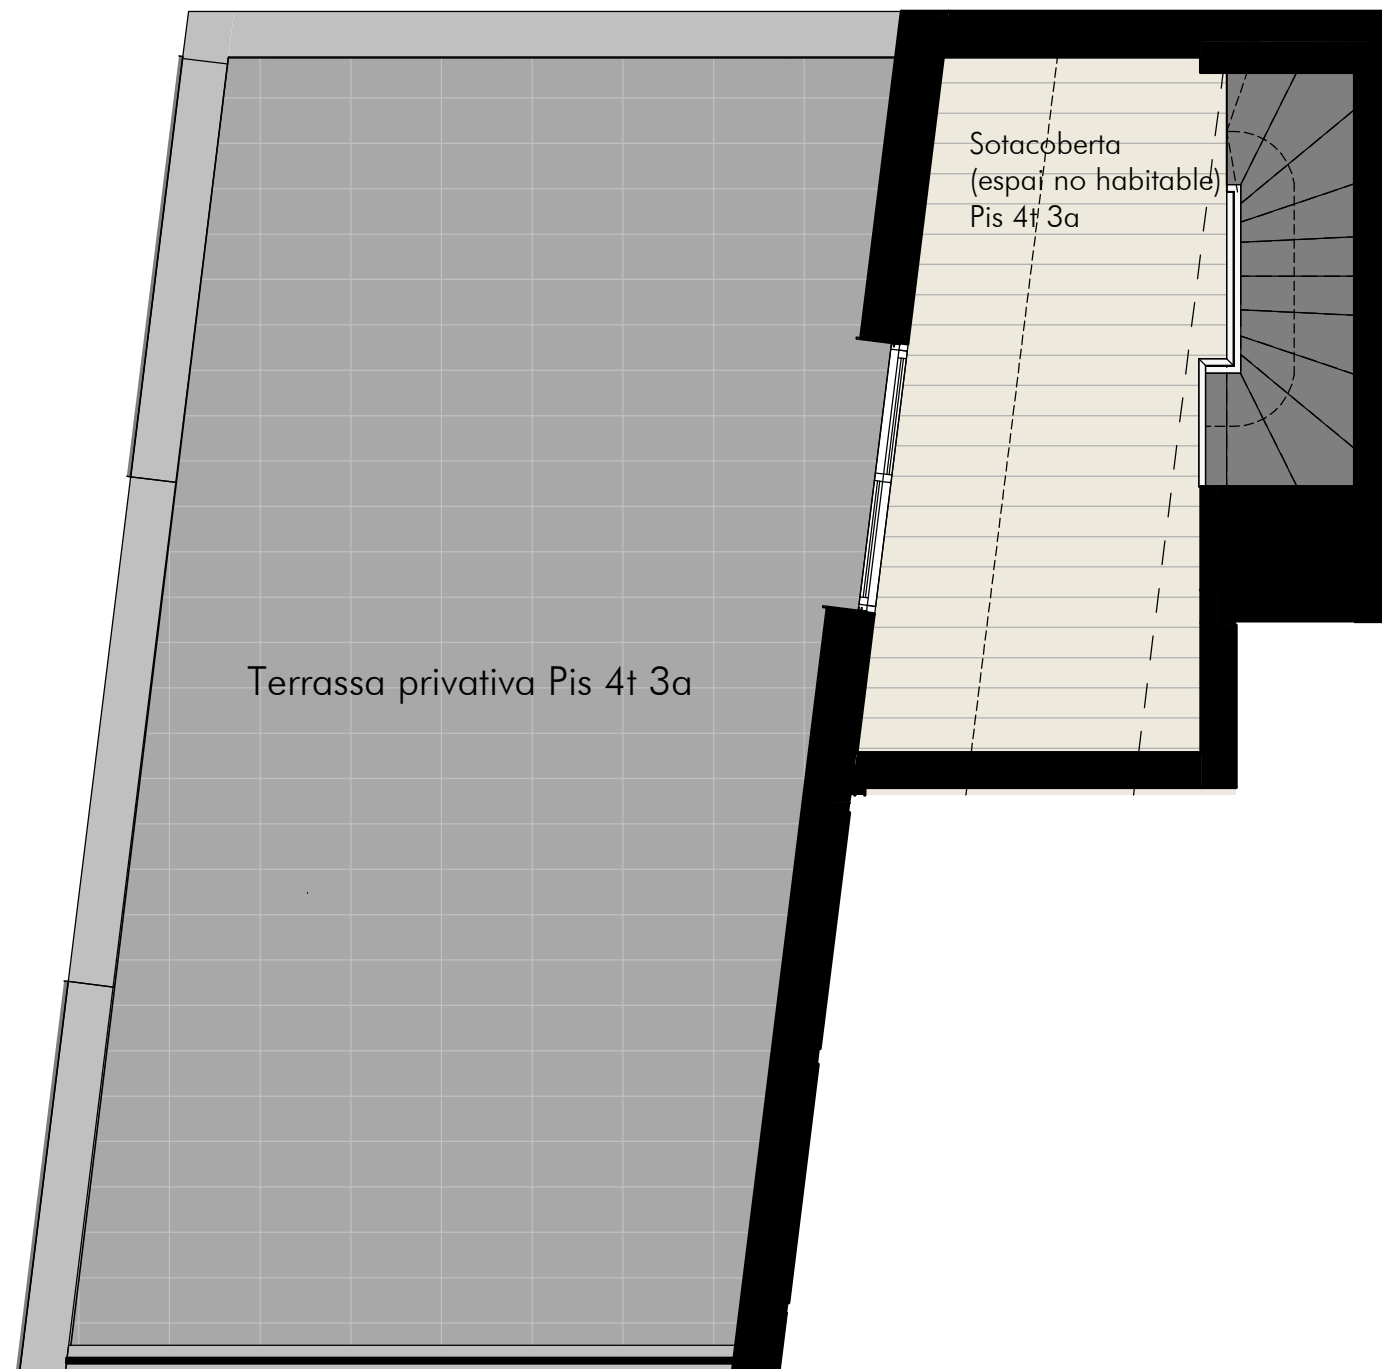 Sotacoberta
(espai no habitable)
Pis 4t 3a
Terrassa privativa Pis 4t 3a